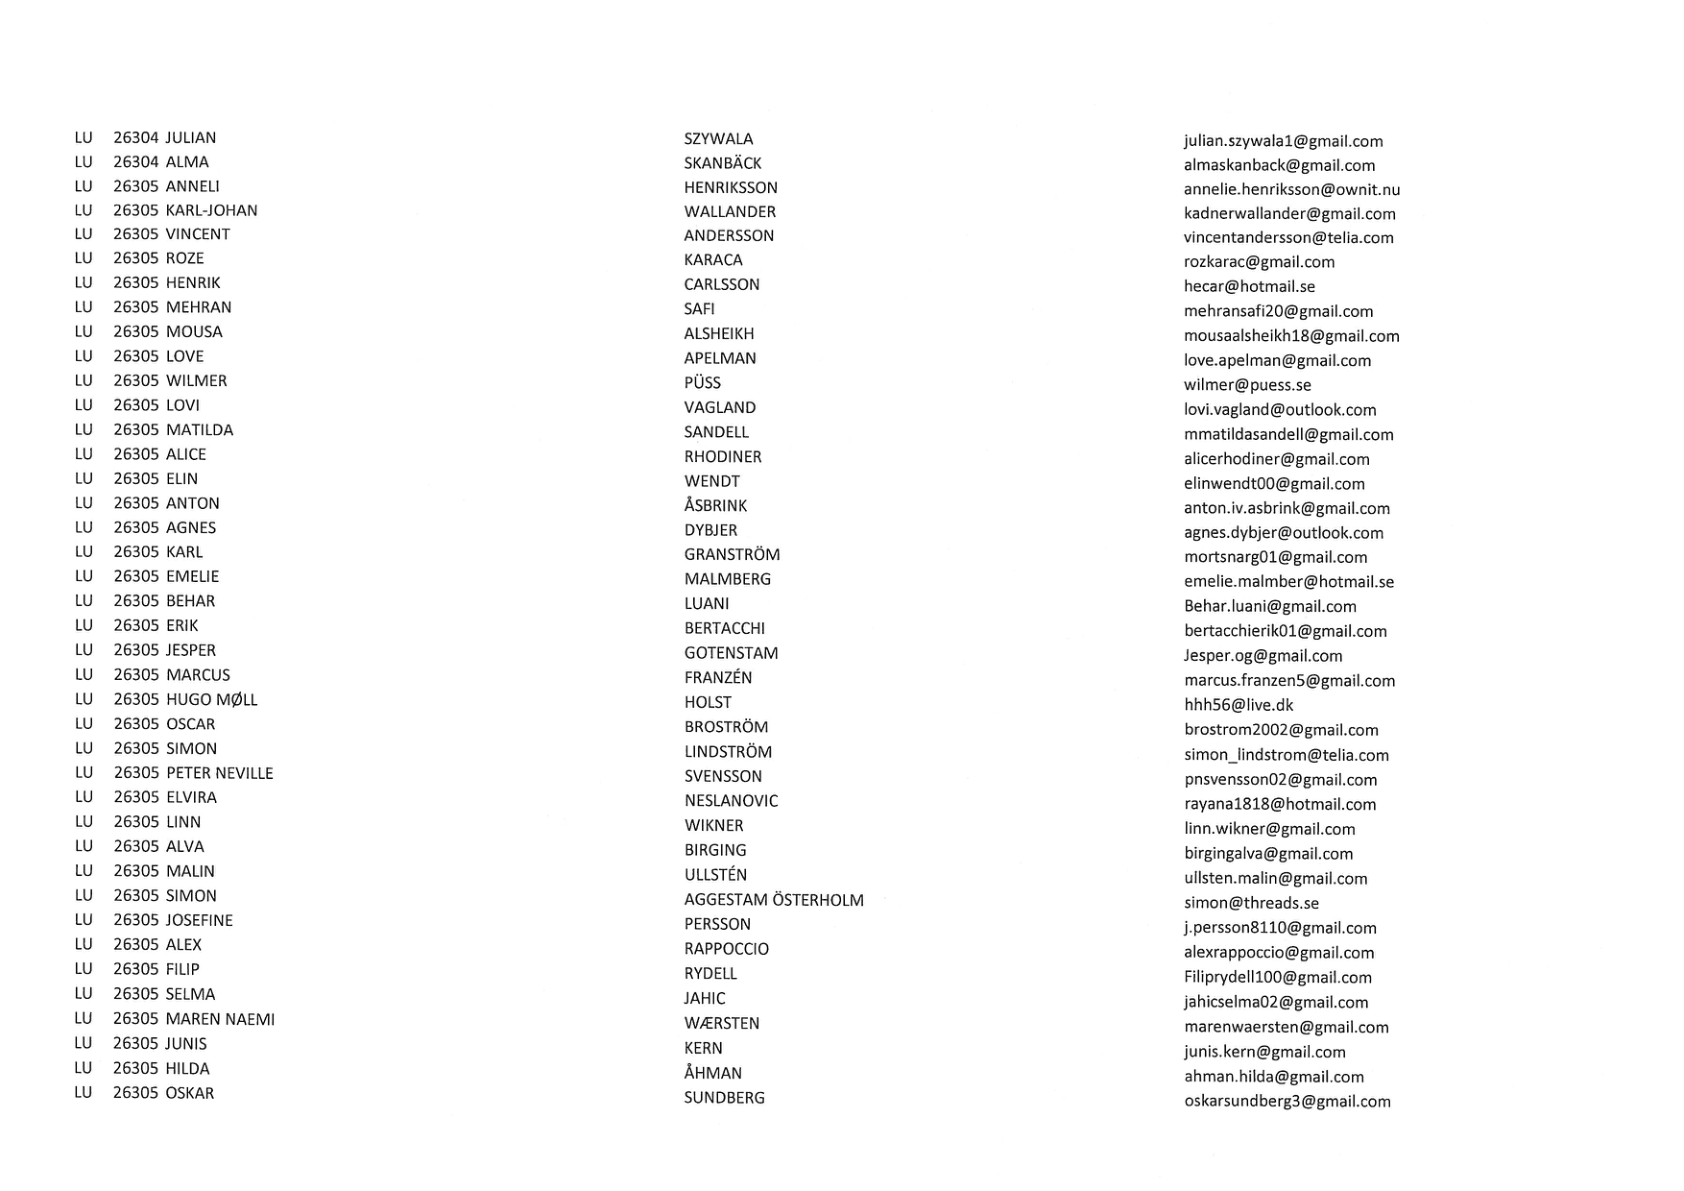 LU 26304 JULIAN SZYWALA julian.szywala1@gmail.com
LU 26304 ALMA SKANBÄCK almaskanback@gmail.com
LU 26305 ANNELI HENRIKSSON annelie.henriksson@ownit.nu
LU 26305 KARL-JOHAN WALLANDER kadnerwallander@gmail.com
LU 26305 VINCENT ANDERSSON vincentandersson@telia.com
LU 26305 ROZE KARACA rozkarac@gmail.com
LU 26305 HENRIK CARLSSON hecar@hotmail.se
LU 26305 MEHRAN SAFI mehransafi20@gmail.com
LU 26305 MOUSA ALSHEIKH mousaalsheikh18@gmail.com
LU 26305 LOVE APELMAN love.apelman@gmail.com
LU 26305 WILMER PÜSS wilmer@puess.se
LU 26305 LOVI VAGLAND lovi.vagland@outlook.com
LU 26305 MATILDA SANDELL mmatildasandell@gmail.com
LU 26305 ALICE RHODINER alicerhodiner@gmail.com
LU 26305 ELIN WENDT elinwendt00@gmail.com
LU 26305 ANTON ÅSBRINK anton.iv.asbrink@gmail.com
LU 26305 AGNES DYBJER agnes.dybjer@outlook.com
LU 26305 KARL GRANSTRÖM mortsnarg01@gmail.com
LU 26305 EMELIE MALMBERG emelie.malmber@hotmail.se
LU 26305 BEHAR LUANI Behar.luani@gmail.com
LU 26305 ERIK BERTACCHI bertacchierik01@gmail.com
LU 26305 JESPER GOTENSTAM Jesper.og@gmail.com
LU 26305 MARCUS FRANZÉN marcus.franzen5@gmail.com
LU 26305 HUGO MØLL HOLST hhh56@live.dk
LU 26305 OSCAR BROSTRÖM brostrom2002@gmail.com
LU 26305 SIMON LINDSTRÖM simon_lindstrom@telia.com
LU 26305 PETER NEVILLE SVENSSON pnsvensson02@gmail.com
LU 26305 ELVIRA NESLANOVIC rayana1818@hotmail.com
LU 26305 LINN WIKNER linn.wikner@gmail.com
LU 26305 ALVA BIRGING birgingalva@gmail.com
LU 26305 MALIN ULLSTÉN ullsten.malin@gmail.com
LU 26305 SIMON AGGESTAM ÖSTERHOLM simon@threads.se
LU 26305 JOSEFINE PERSSON j.persson8110@gmail.com
LU 26305 ALEX RAPPOCCIO alexrappoccio@gmail.com
LU 26305 FILIP RYDELL Filiprydell100@gmail.com
LU 26305 SELMA JAHIC jahicselma02@gmail.com
LU 26305 MAREN NAEMI WÆRSTEN marenwaersten@gmail.com
LU 26305 JUNIS KERN junis.kern@gmail.com
LU 26305 HILDA ÅHMAN ahman.hilda@gmail.com
LU 26305 OSKAR SUNDBERG oskarsundberg3@gmail.com